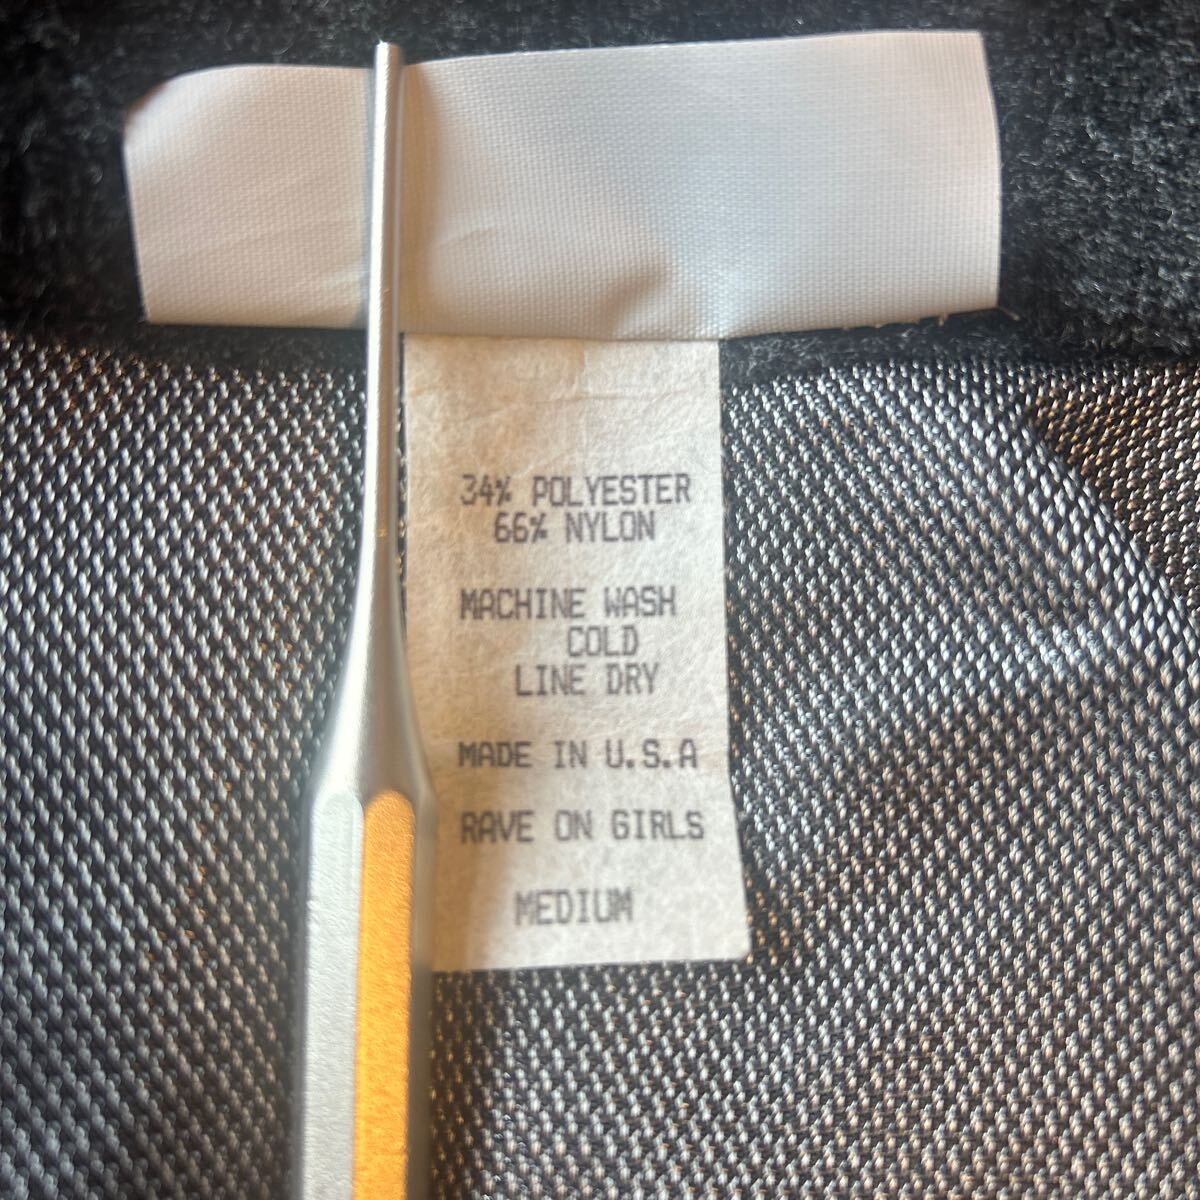 34% POLYESTER
66% NYLON
MACHINE WASH
COLD
LINE DRY
MADE IN U.S.A
RAVE ON GIRLS
MEDIUM